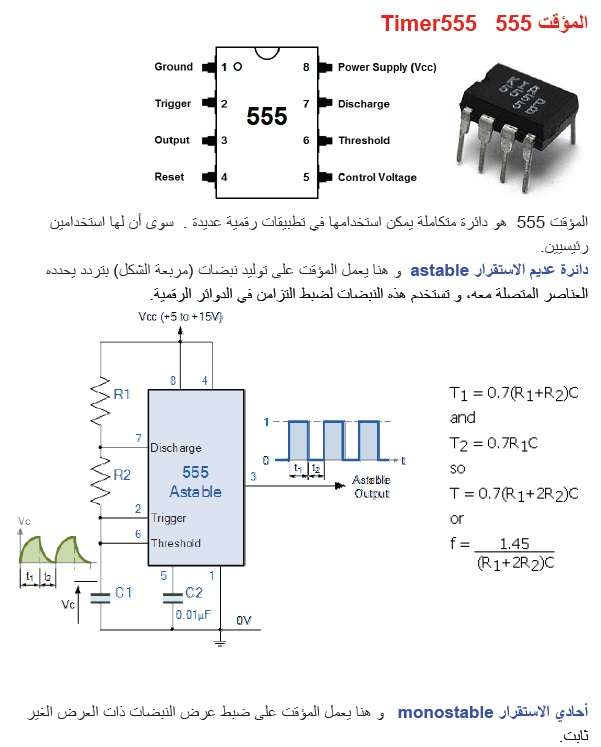 المؤقت 555 Timer555
Ground 1 8 Power Supply (Vcc)
Trigger 2 7 Discharge
555
Output 3 6 Threshold
Reset 4 5 Control Voltage
KIA
555
5PB
المؤقت 555 هو دائرة متكاملة يمكن استخدامها في تطبيقات رقمية عديدة . سوى أن لها استخدامين
رئيسيين.
دائرة عديم الاستقرار astable و هنا يعمل المؤقت على توليد نبضات (مربعة الشكل) بتردد يحدده
العناصر المتصلة معه، و تستخدم هذه النبضات لضبط التزامن في الدوائر الرقمية.
Vcc (+5 to +15V)
8 4
R1
7 Discharge
R2
555
Astable
2 Trigger
6 Threshold
3
1
0
t1 t2
t
Astable
Output
Vc
t1 t2
Vc
C1
5
C2
0.01µF
1
0V
T1 = 0.7(R1+R2)C
and
T2 = 0.7R1C
so
T = 0.7(R1+2R2)C
or
f = 1.45
(R1+2R2)C
أحادي الاستقرار monostable و هنا يعمل المؤقت على ضبط عرض النبضات ذات العرض الغير
ثابت.